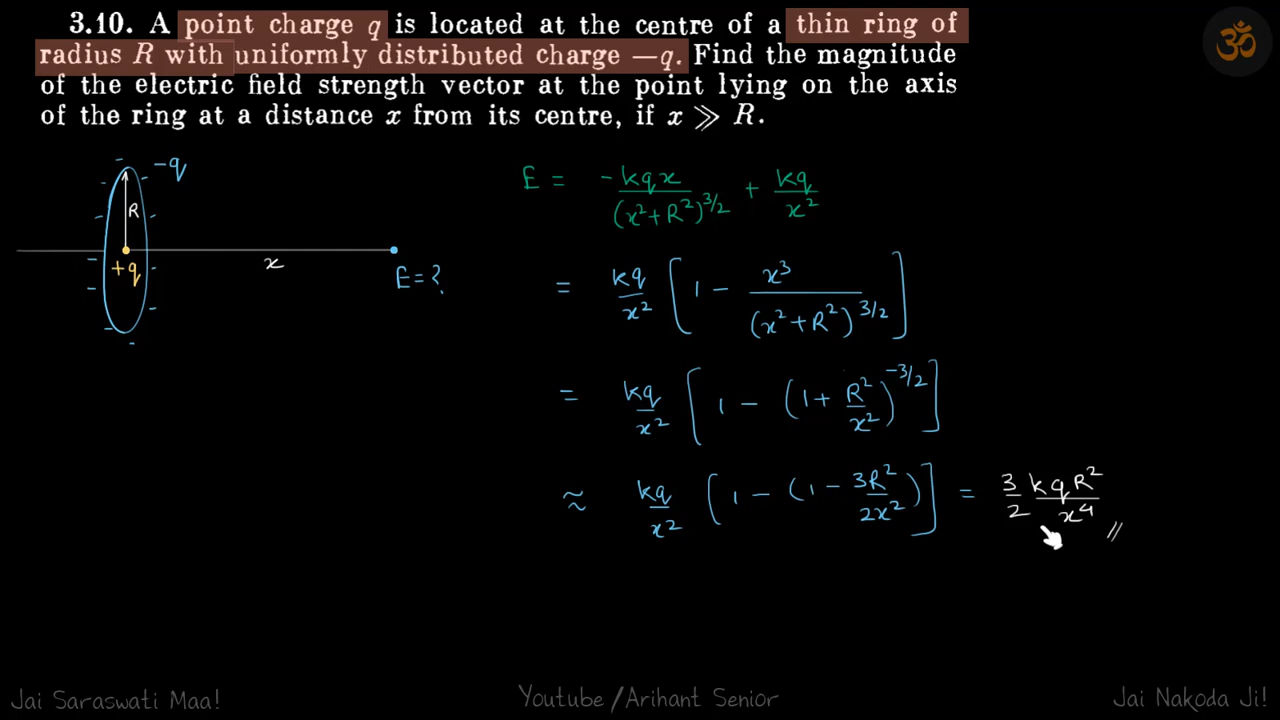 3.10. A point charge q is located at the centre of a thin ring of
radius R with uniformly distributed charge —q. Find the magnitude
of the electric field strength vector at the point lying on the axis
of the ring at a distance x from its centre, if x ≫ R.
-q
R
+q
x
E=?
E = -kqx/(x²+R²)^3/2 + kq/x²
= kq/x² [1 - x³/(x²+R²)^3/2]
= kq/x² [1 - (1+R²/x²)^-3/2]
≈ kq/x² [1 - (1 - 3R²/2x²)] = 3/2 kqR²/x⁴ //
ॐ
Jai Saraswati Maa!
Youtube /Arihant Senior
Jai Nakoda Ji!